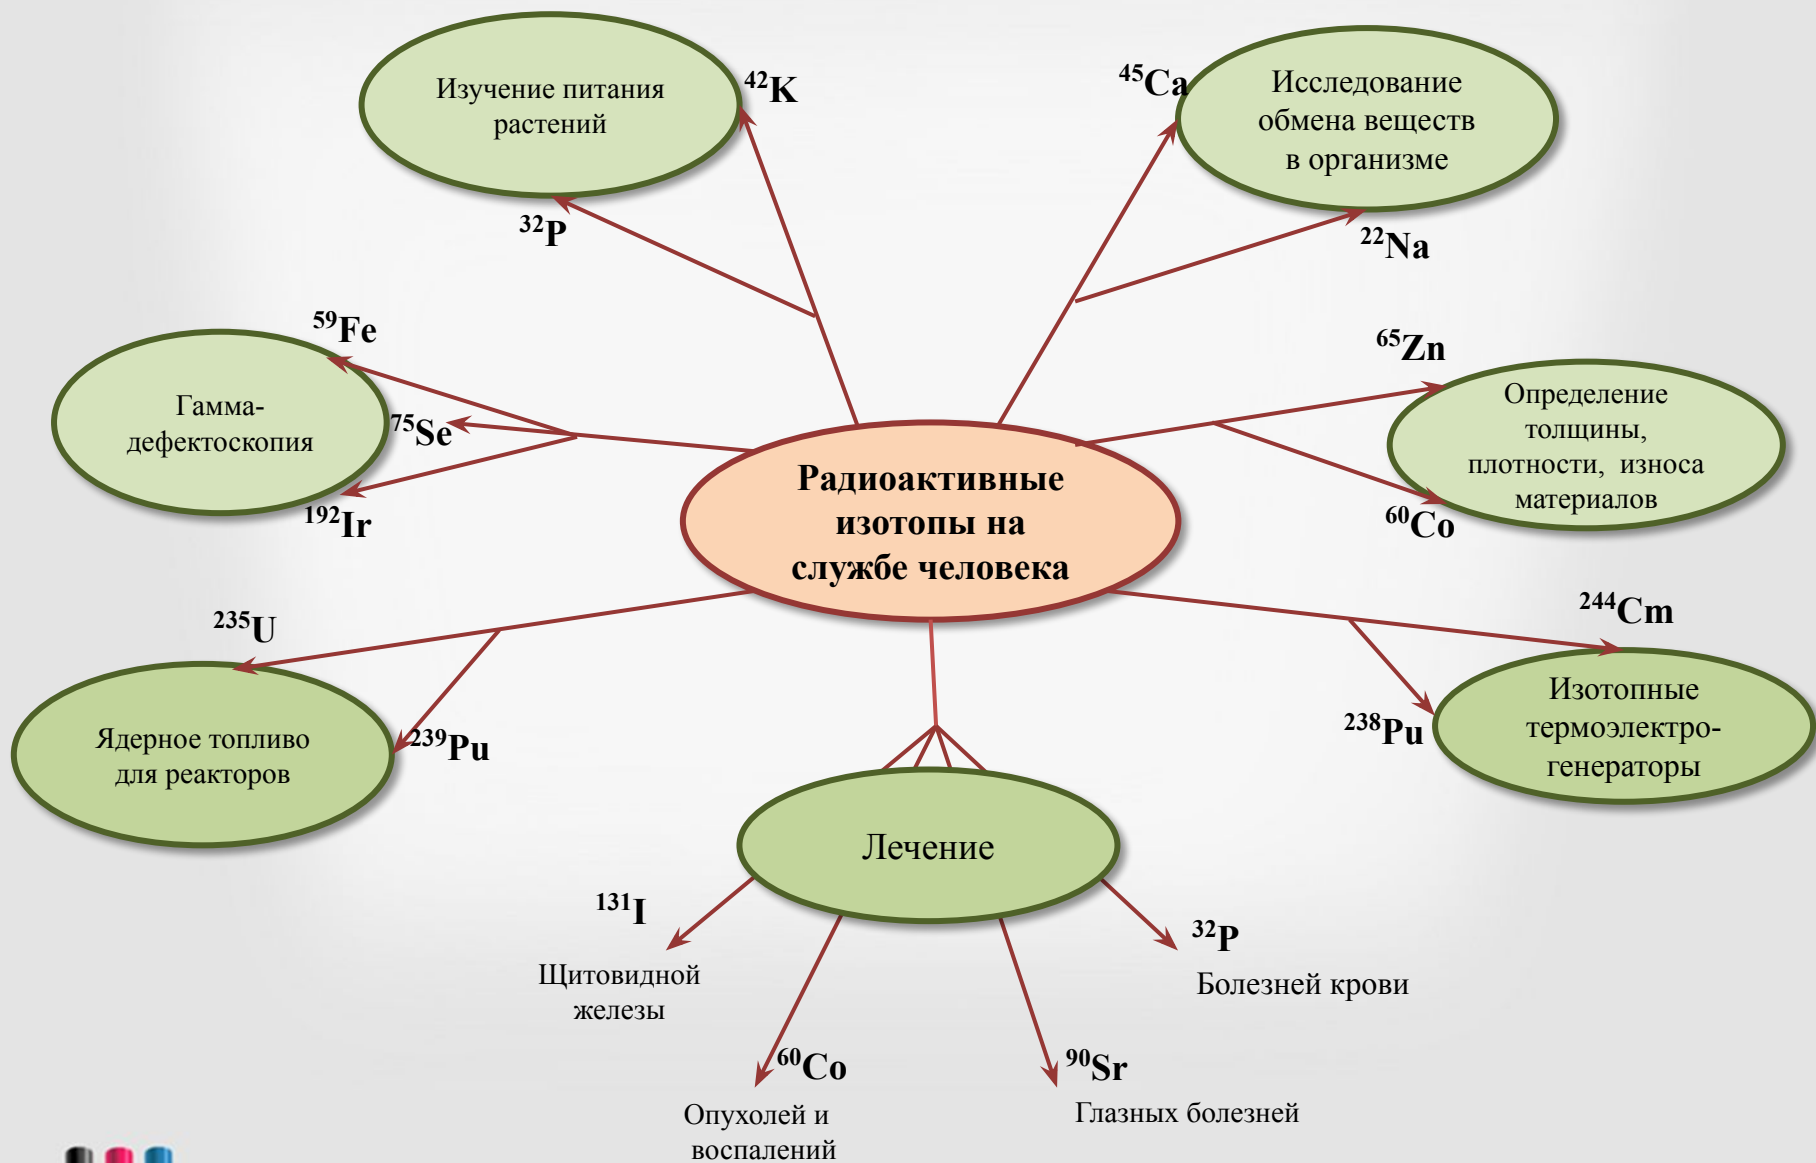 Изучение питания
растений
⁴²K
³²P
⁴⁵Ca
Исследование
обмена веществ
в организме
²²Na
⁵⁹Fe
Гамма-
дефектоскопия
⁷⁵Se
¹⁹²Ir
Радиоактивные
изотопы на
службе человека
⁶⁵Zn
Определение
толщины,
плотности, износа
материалов
⁶⁰Co
²³⁵U
Ядерное топливо
для реакторов
²³⁹Pu
²⁴⁴Cm
²³⁸Pu
Изотопные
термоэлектро-
генераторы
Лечение
¹³¹I
Щитовидной
железы
⁶⁰Co
Опухолей и
воспалений
⁹⁰Sr
Глазных болезней
³²P
Болезней крови